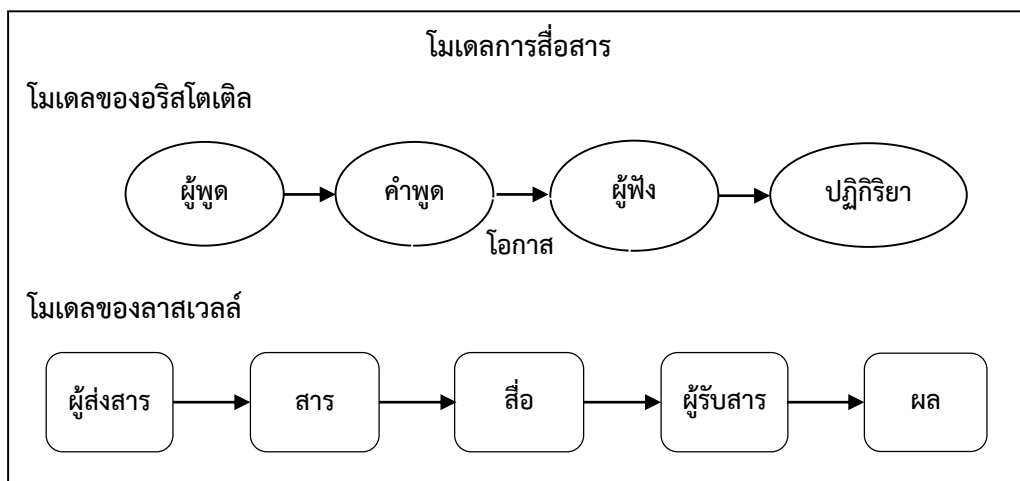 โมเดลการสื่อสาร
โมเดลของอริสโตเติล
ผู้พูด คำพูด ผู้ฟัง ปฏิกิริยา
โอกาส
โมเดลของลาสเวลล์
ผู้ส่งสาร สาร สื่อ ผู้รับสาร ผล